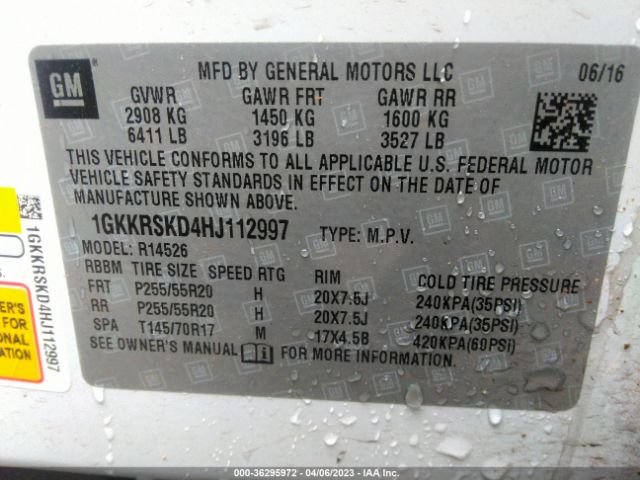 GM
MFD BY GENERAL MOTORS LLC 06/16
GVWR GAWR FRT GAWR RR
2908 KG 1450 KG 1600 KG
6411 LB 3196 LB 3527 LB
THIS VEHICLE CONFORMS TO ALL APPLICABLE U.S. FEDERAL MOTOR
VEHICLE SAFETY STANDARDS IN EFFECT ON THE DATE OF
MANUFACTURE SHOWN ABOVE.
1GKKRSKD4HJ112997 TYPE: M.P.V.
MODEL: R14526
RBBM TIRE SIZE SPEED RTG RIM COLD TIRE PRESSURE
FRT P255/55R20 H 20X7.5J 240KPA(35PSI)
RR P255/55R20 H 20X7.5J 240KPA(35PSI)
SPA T145/70R17 M 17X4.5B 420KPA(60PSI)
SEE OWNER'S MANUAL FOR MORE INFORMATION.
1GKKRSKD4HJ112997
OWNER'S
FOR
TIONAL
ATION
000-36295972 / 04/06/2023 / IAA Inc.